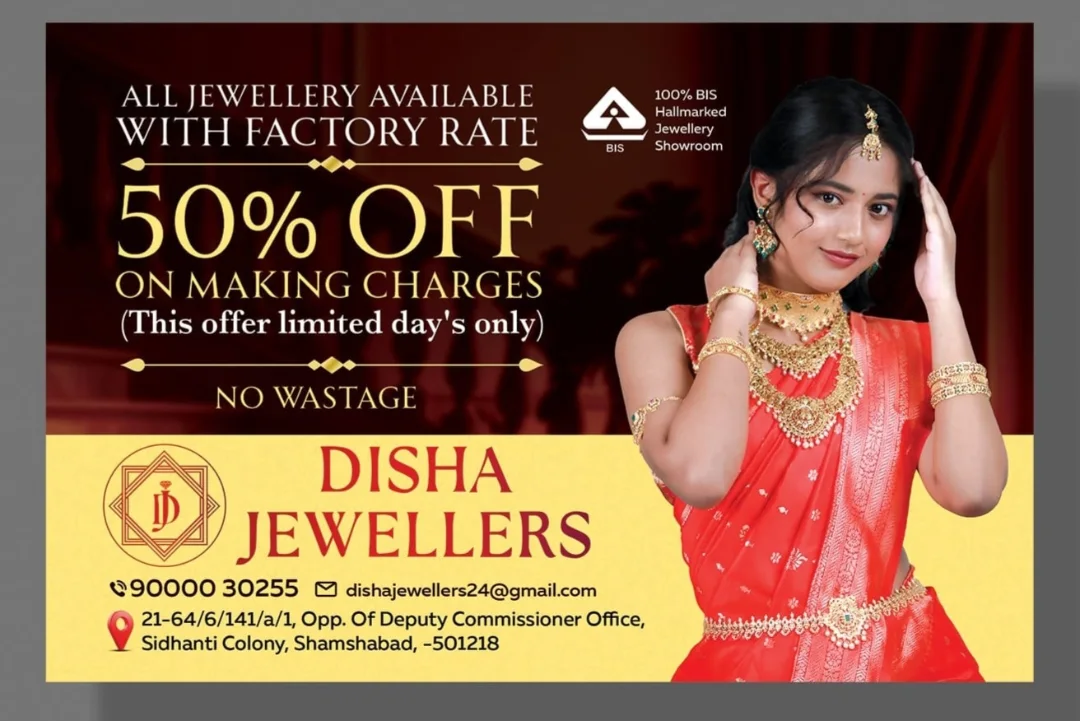 ALL JEWELLERY AVAILABLE
WITH FACTORY RATE
50% OFF
ON MAKING CHARGES
(This offer limited day's only)
NO WASTAGE
BIS
100% BIS
Hallmarked
Jewellery
Showroom
DJ
DISHA
JEWELLERS
90000 30255 dishajewellers24@gmail.com
21-64/6/141/a/1, Opp. Of Deputy Commissioner Office,
Sidhanti Colony, Shamshabad, -501218